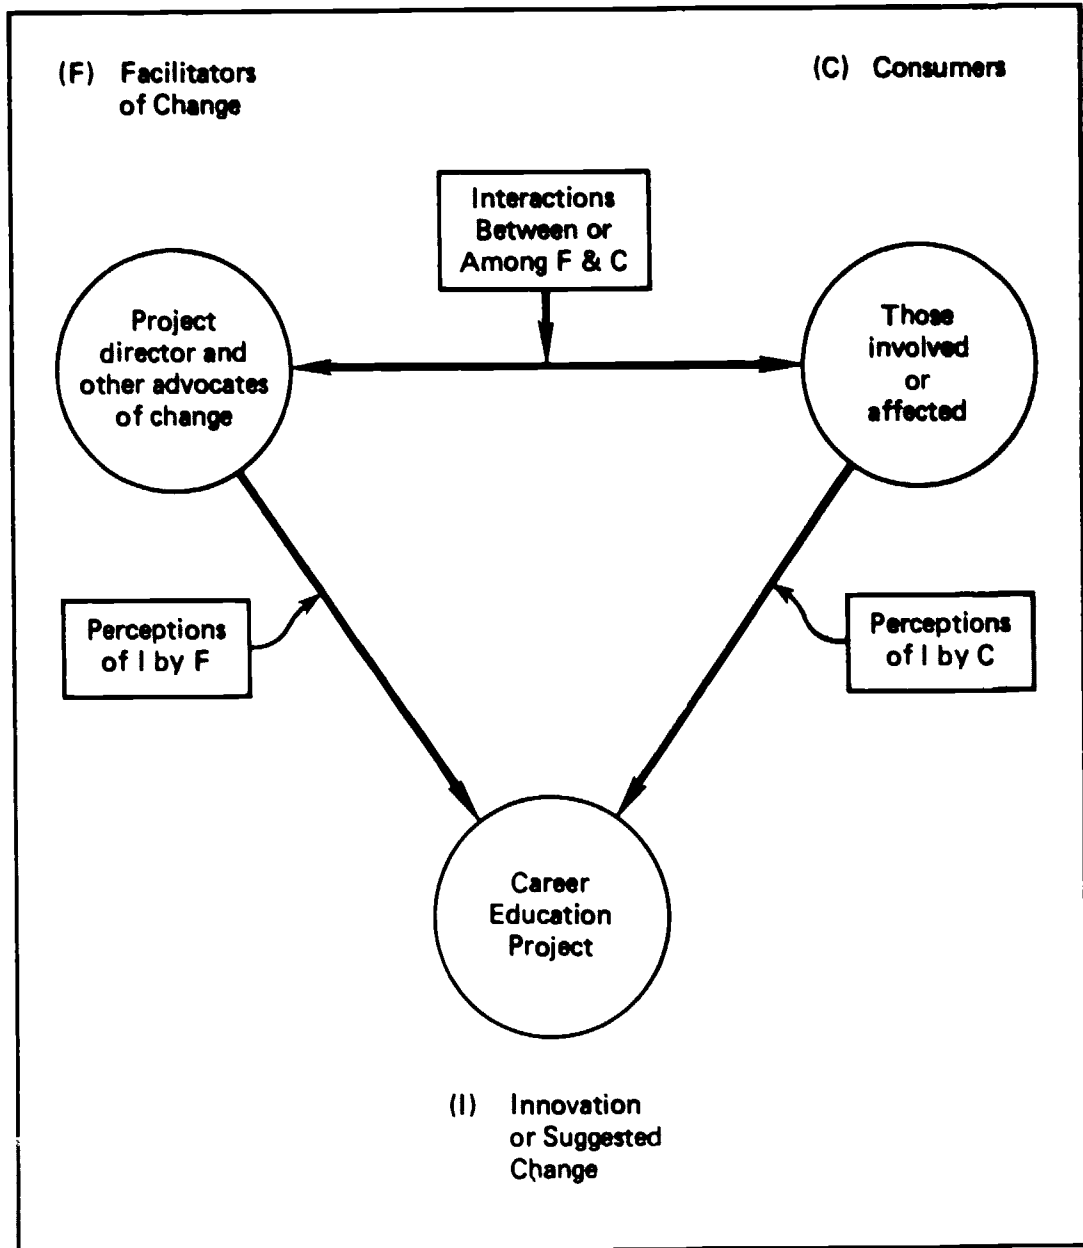 (F) Facilitators
of Change
(C) Consumers
Interactions
Between or
Among F & C
Project
director and
other advocates
of change
Those
involved
or
affected
Perceptions
of I by F
Perceptions
of I by C
Career
Education
Project
(I) Innovation
or Suggested
Change